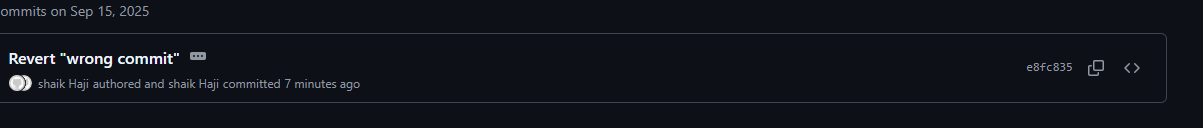 ommits on Sep 15, 2025
Revert "wrong commit"
shaik Haji authored and shaik Haji committed 7 minutes ago
e8fc835